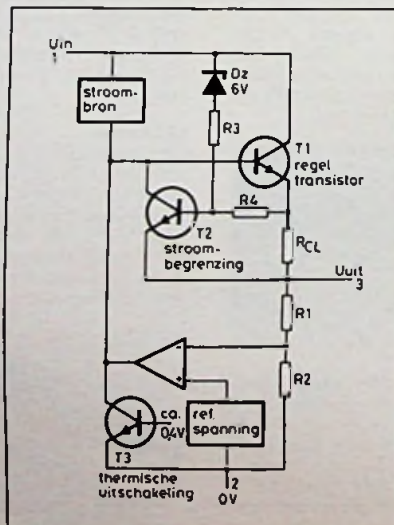 Uin
1
stroom-
bron
Dz
6V
R3
T1
regel
transistor
R4
T2
stroom-
begrenzing
RCL
Uuit
3
R1
R2
ca.
0,4V
ref.
spanning
T3
thermische
uitschakeling
2
0V